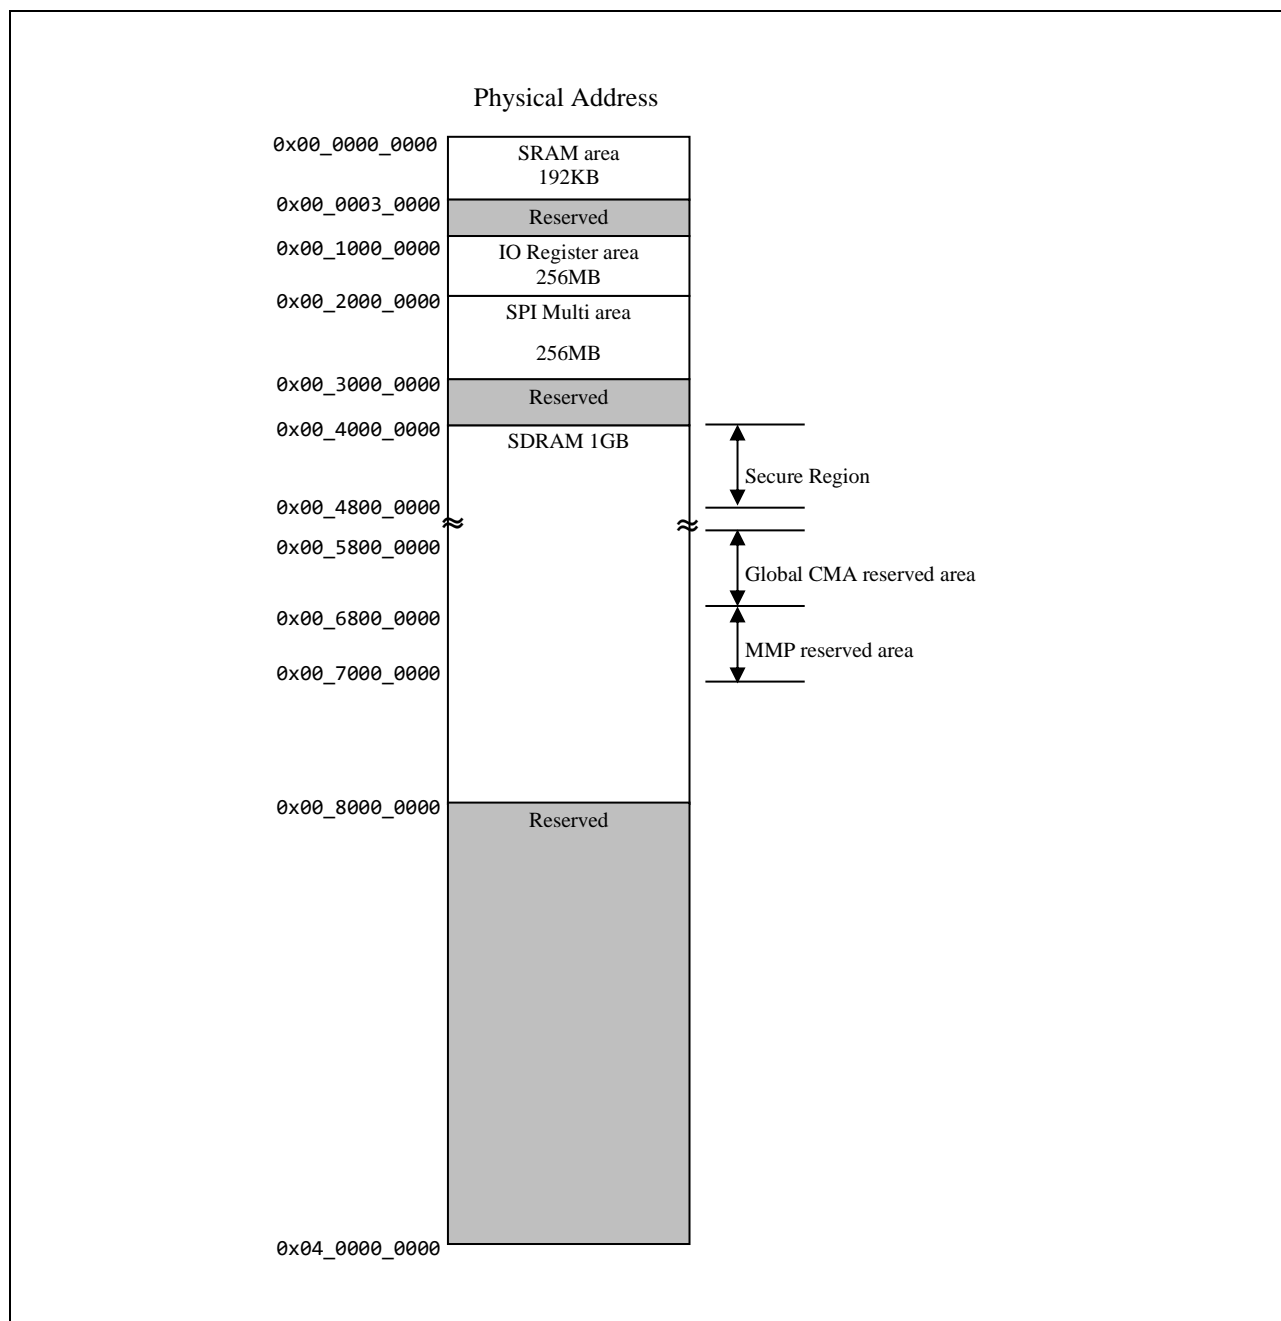 Physical Address
0x00_0000_0000
SRAM area
192KB
0x00_0003_0000
Reserved
0x00_1000_0000
IO Register area
256MB
0x00_2000_0000
SPI Multi area
256MB
0x00_3000_0000
Reserved
0x00_4000_0000
SDRAM 1GB
Secure Region
0x00_4800_0000
0x00_5800_0000
Global CMA reserved area
0x00_6800_0000
MMP reserved area
0x00_7000_0000
0x00_8000_0000
Reserved
0x04_0000_0000